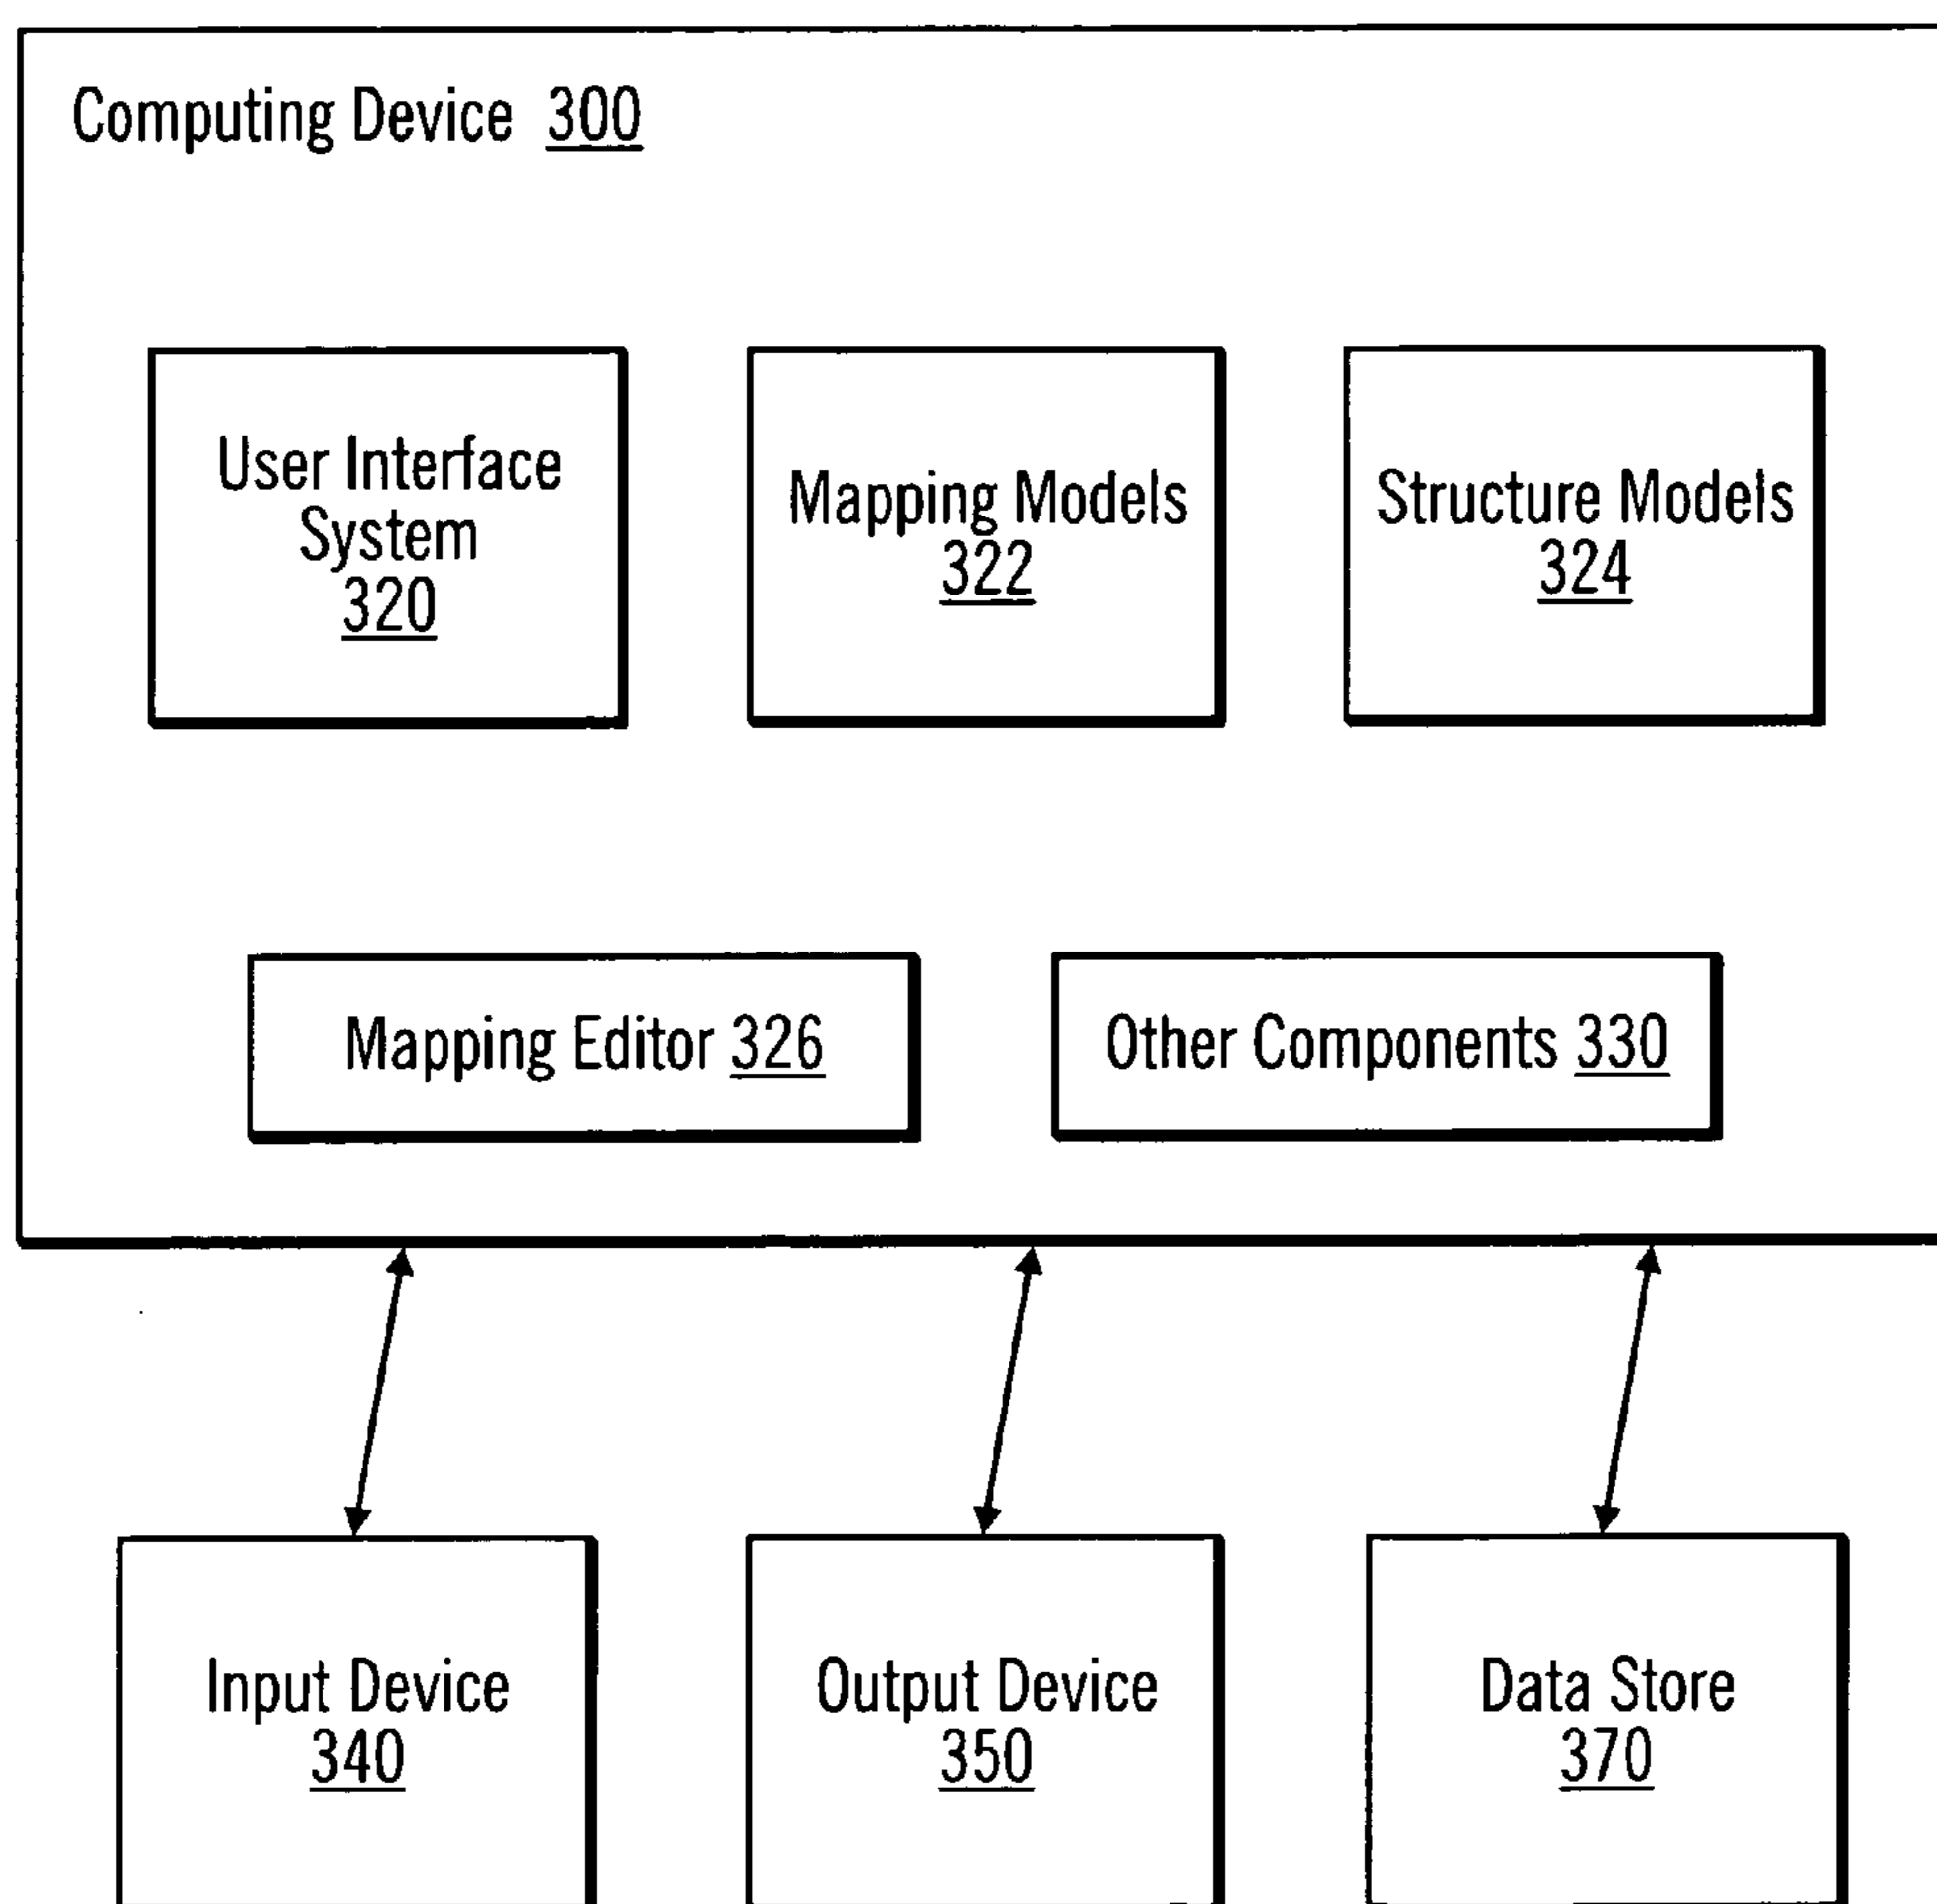 Computing Device 300
User Interface
System
320
Mapping Models
322
Structure Models
324
Mapping Editor 326
Other Components 330
Input Device
340
Output Device
350
Data Store
370